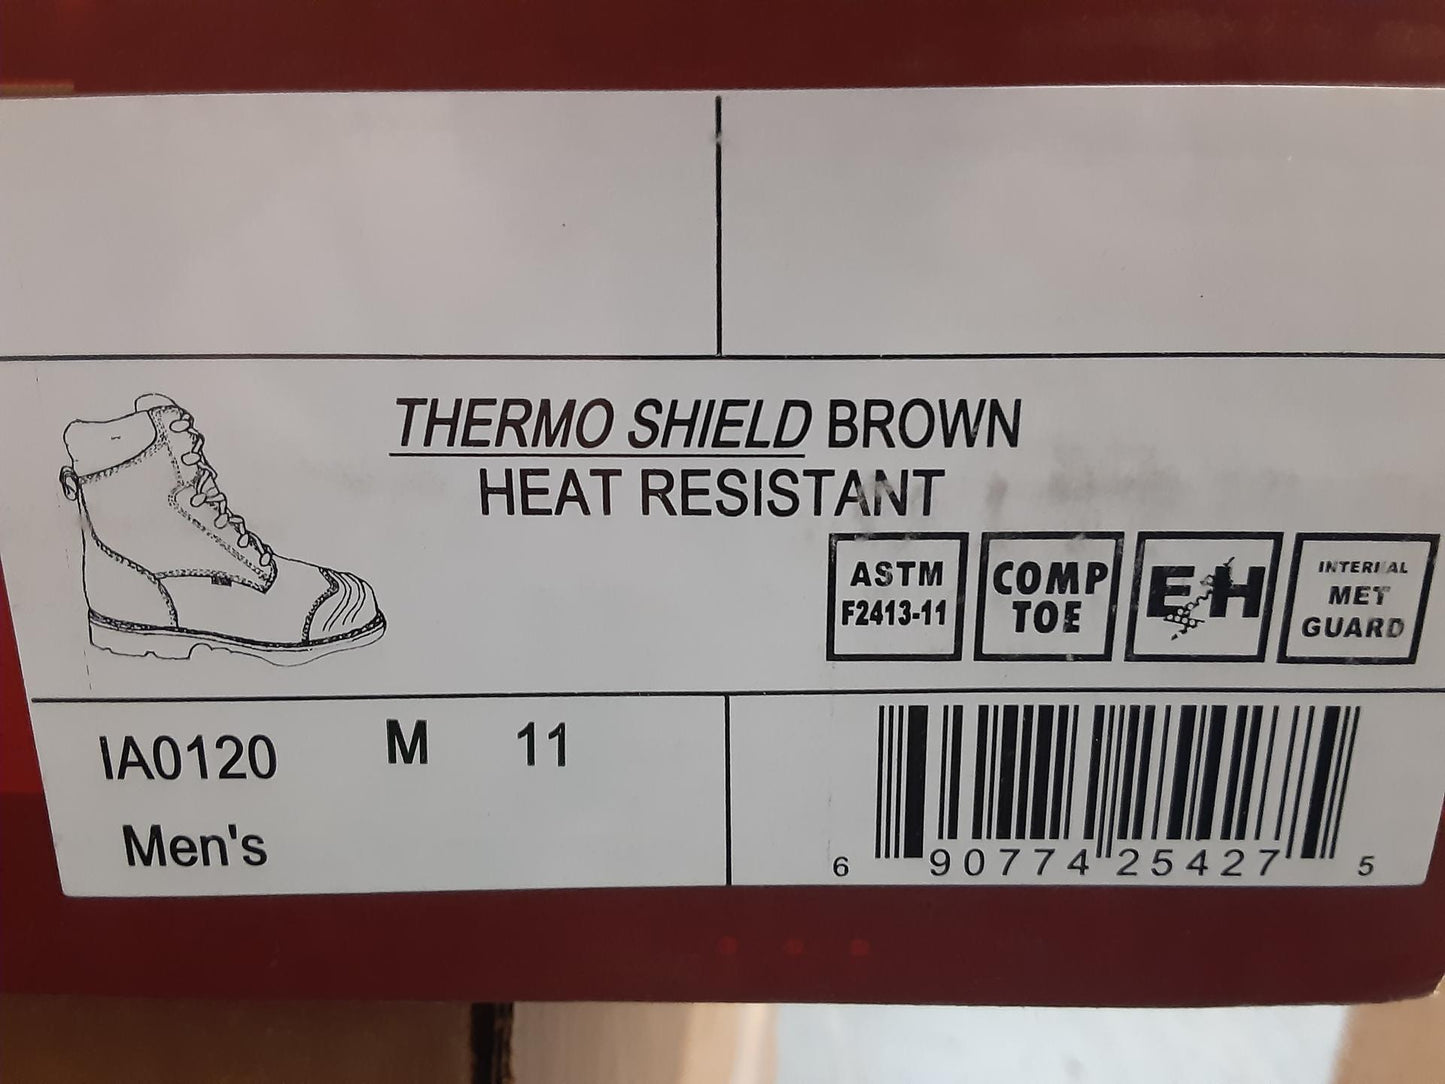 THERMO SHIELD BROWN
HEAT RESISTANT
ASTM
F2413-11
COMP
TOE
EH
INTERNAL
MET
GUARD
IA0120 M 11
Men's
6 90774 25427 5